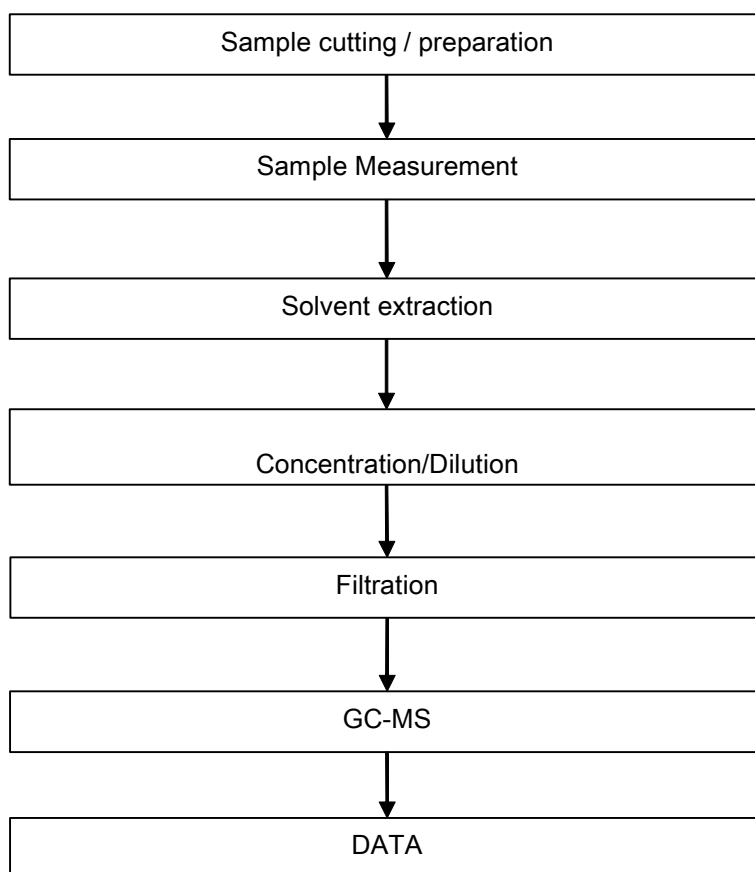 Sample cutting / preparation
Sample Measurement
Solvent extraction
Concentration/Dilution
Filtration
GC-MS
DATA